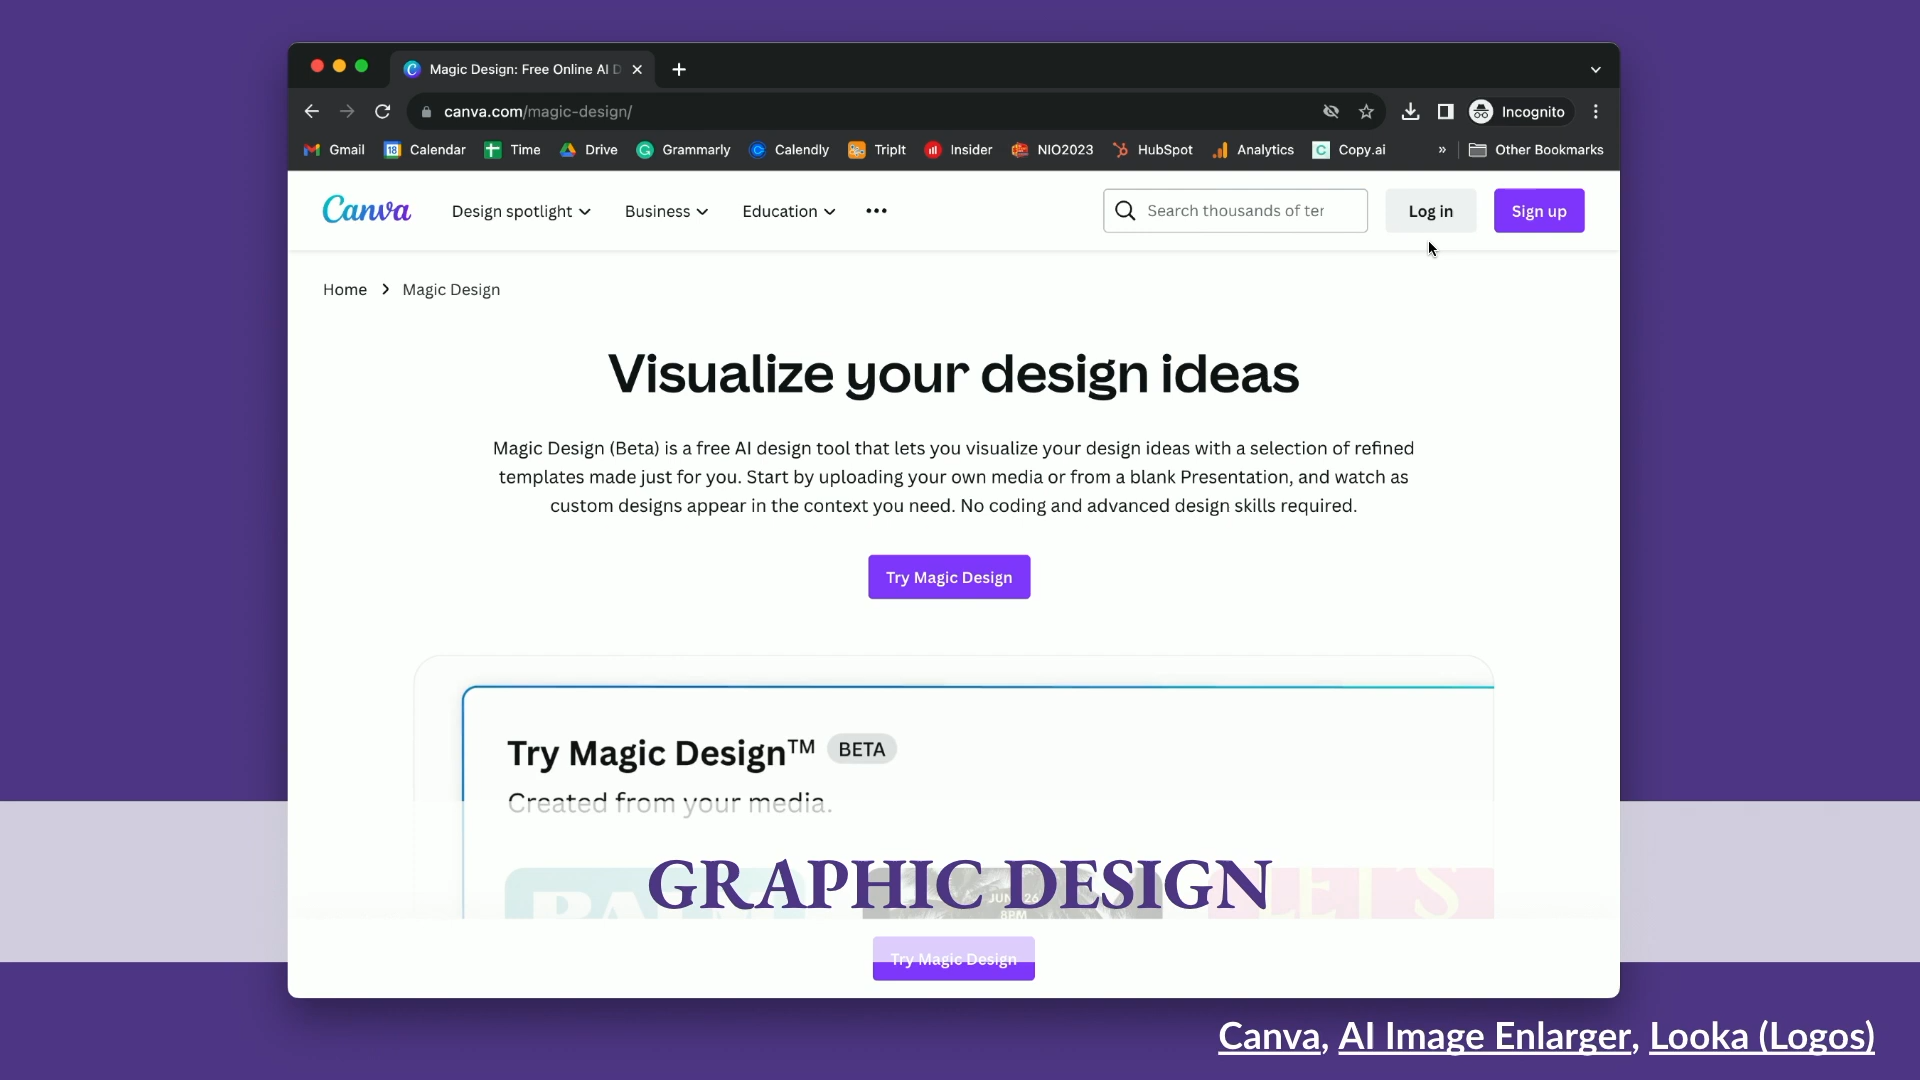 Magic Design: Free Online AI D
canva.com/magic-design/
Incognito
Gmail
18
Calendar
Time
Drive
Grammarly
Calendly
TripIt
Insider
NIO2023
HubSpot
Analytics
Copy.ai
»
Other Bookmarks
Canva
Design spotlight
Business
Education
Search thousands of ter
Log in
Sign up
Home > Magic Design
Visualize your design ideas
Magic Design (Beta) is a free AI design tool that lets you visualize your design ideas with a selection of refined
templates made just for you. Start by uploading your own media or from a blank Presentation, and watch as
custom designs appear in the context you need. No coding and advanced design skills required.
Try Magic Design
Try Magic Design™ BETA
Created from your media.
GRAPHIC DESIGN
PALM
JUNE 26
8PM
LET'S
Try Magic Design
Canva, AI Image Enlarger, Looka (Logos)